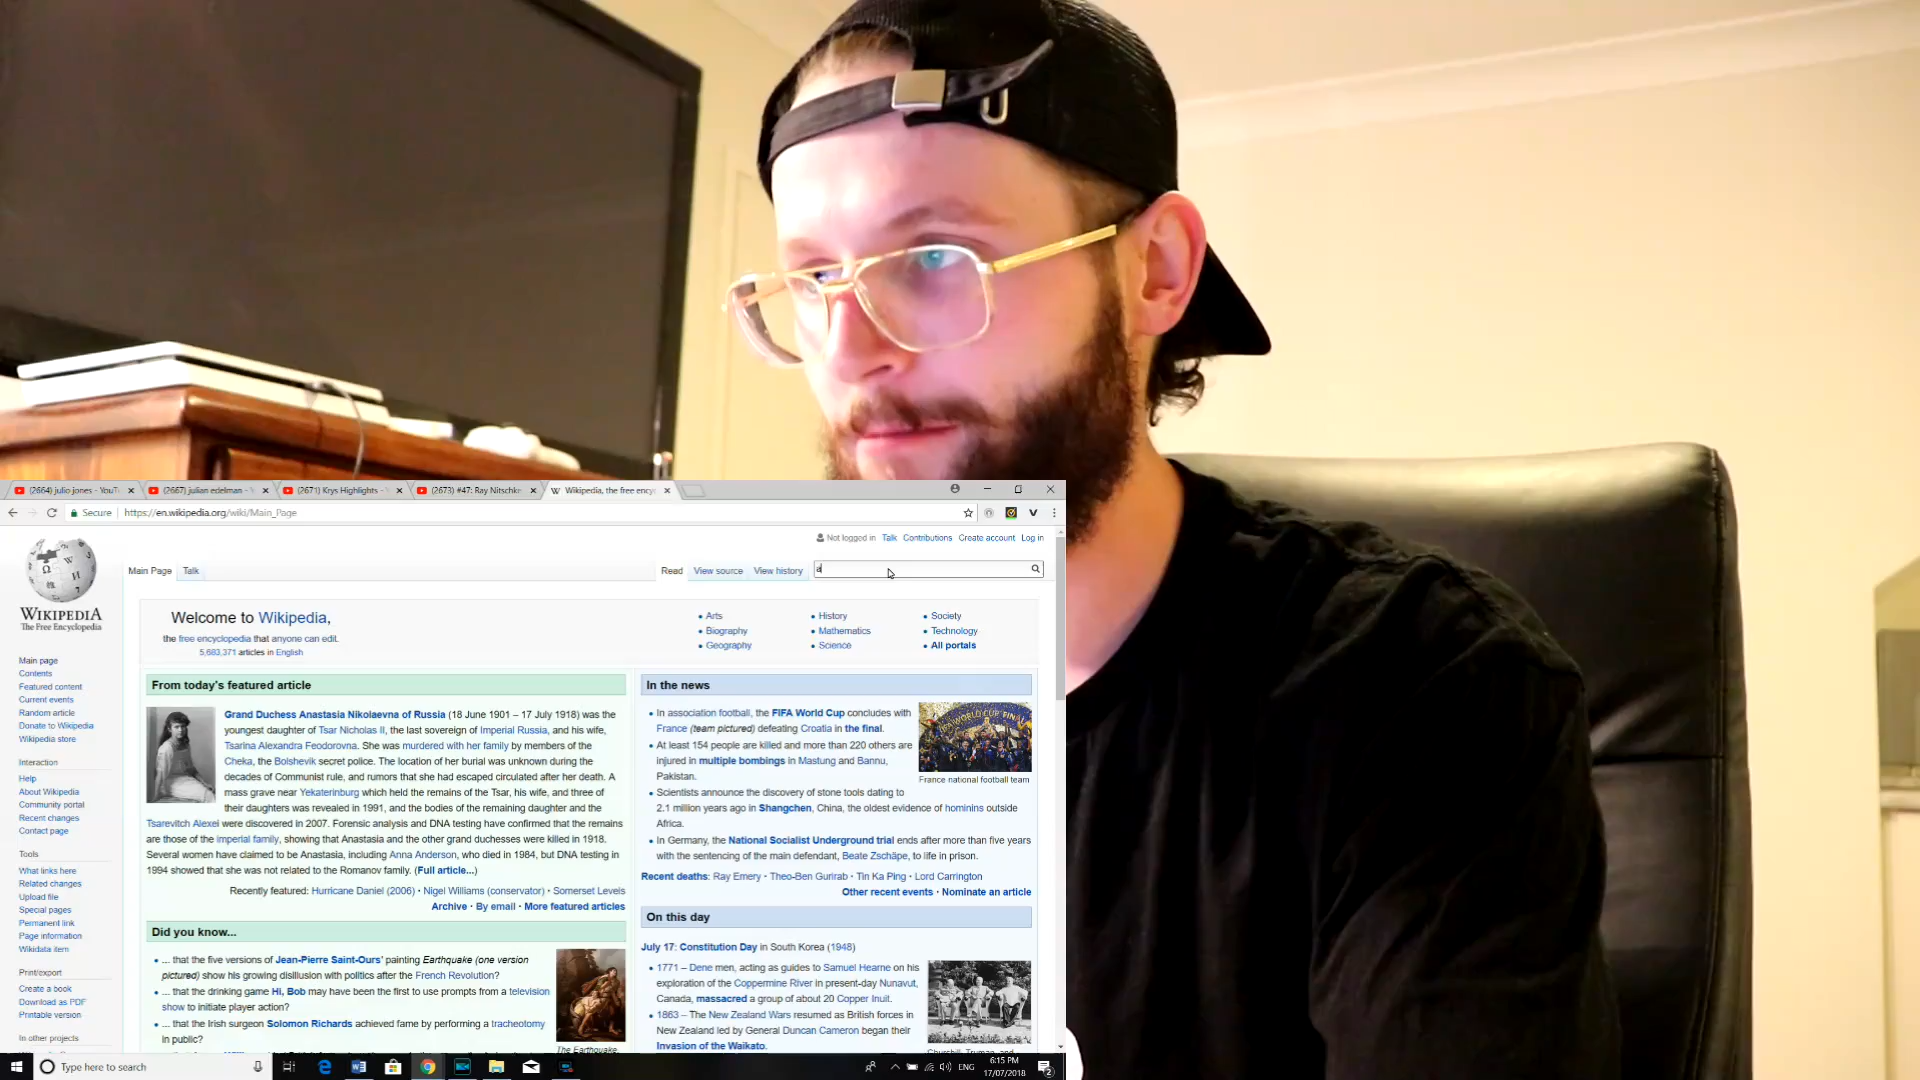 (2664) julio jones - YouTu
(2667) julian edelman - Y
(2671) Krys Highlights -
(2673) #47: Ray Nitschke
Wikipedia, the free ency
Secure
https://en.wikipedia.org/wiki/Main_Page
Not logged in Talk Contributions Create account Log in
Main Page Talk
Read View source View history
a
WIKIPEDIA
The Free Encyclopedia
Main page
Contents
Featured content
Current events
Random article
Donate to Wikipedia
Wikipedia store
Interaction
Help
About Wikipedia
Community portal
Recent changes
Contact page
Tools
What links here
Related changes
Upload file
Special pages
Permanent link
Page information
Wikidata item
Print/export
Create a book
Download as PDF
Printable version
In other projects
Welcome to Wikipedia,
the free encyclopedia that anyone can edit.
5,683,371 articles in English
Arts
Biography
Geography
History
Mathematics
Science
Society
Technology
All portals
From today's featured article
Grand Duchess Anastasia Nikolaevna of Russia (18 June 1901 – 17 July 1918) was the
youngest daughter of Tsar Nicholas II, the last sovereign of Imperial Russia, and his wife,
Tsarina Alexandra Feodorovna. She was murdered with her family by members of the
Cheka, the Bolshevik secret police. The location of her burial was unknown during the
decades of Communist rule, and rumors that she had escaped circulated after her death. A
mass grave near Yekaterinburg which held the remains of the Tsar, his wife, and three of
their daughters was revealed in 1991, and the bodies of the remaining daughter and the
Tsarevitch Alexei were discovered in 2007. Forensic analysis and DNA testing have confirmed that the remains
are those of the imperial family, showing that Anastasia and the other grand duchesses were killed in 1918.
Several women have claimed to be Anastasia, including Anna Anderson, who died in 1984, but DNA testing in
1994 showed that she was not related to the Romanov family. (Full article...)
Recently featured: Hurricane Daniel (2006) · Nigel Williams (conservator) · Somerset Levels
Archive · By email · More featured articles
Did you know...
... that the five versions of Jean-Pierre Saint-Ours' painting Earthquake (one version
pictured) show his growing disillusion with politics after the French Revolution?
... that the drinking game Hi, Bob may have been the first to use prompts from a television
show to initiate player action?
... that the Irish surgeon Solomon Richards achieved fame by performing a tracheotomy
in public?
The Earthquake,
In the news
In association football, the FIFA World Cup concludes with
France (team pictured) defeating Croatia in the final.
At least 154 people are killed and more than 220 others are
injured in multiple bombings in Mastung and Bannu,
Pakistan.
Scientists announce the discovery of stone tools dating to
2.1 million years ago in Shangchen, China, the oldest evidence of hominins outside
Africa.
In Germany, the National Socialist Underground trial ends after more than five years
with the sentencing of the main defendant, Beate Zschäpe, to life in prison.
WORLD CUP FINAL
France national football team
Recent deaths: Ray Emery · Theo-Ben Gurirab · Tin Ka Ping · Lord Carrington
Other recent events · Nominate an article
On this day
July 17: Constitution Day in South Korea (1948)
1771 – Dene men, acting as guides to Samuel Hearne on his
exploration of the Coppermine River in present-day Nunavut,
Canada, massacred a group of about 20 Copper Inuit.
1863 – The New Zealand Wars resumed as British forces in
New Zealand led by General Duncan Cameron began their
Invasion of the Waikato.
Churchill, Truman, and
Type here to search
ENG
6:15 PM
17/07/2018
2